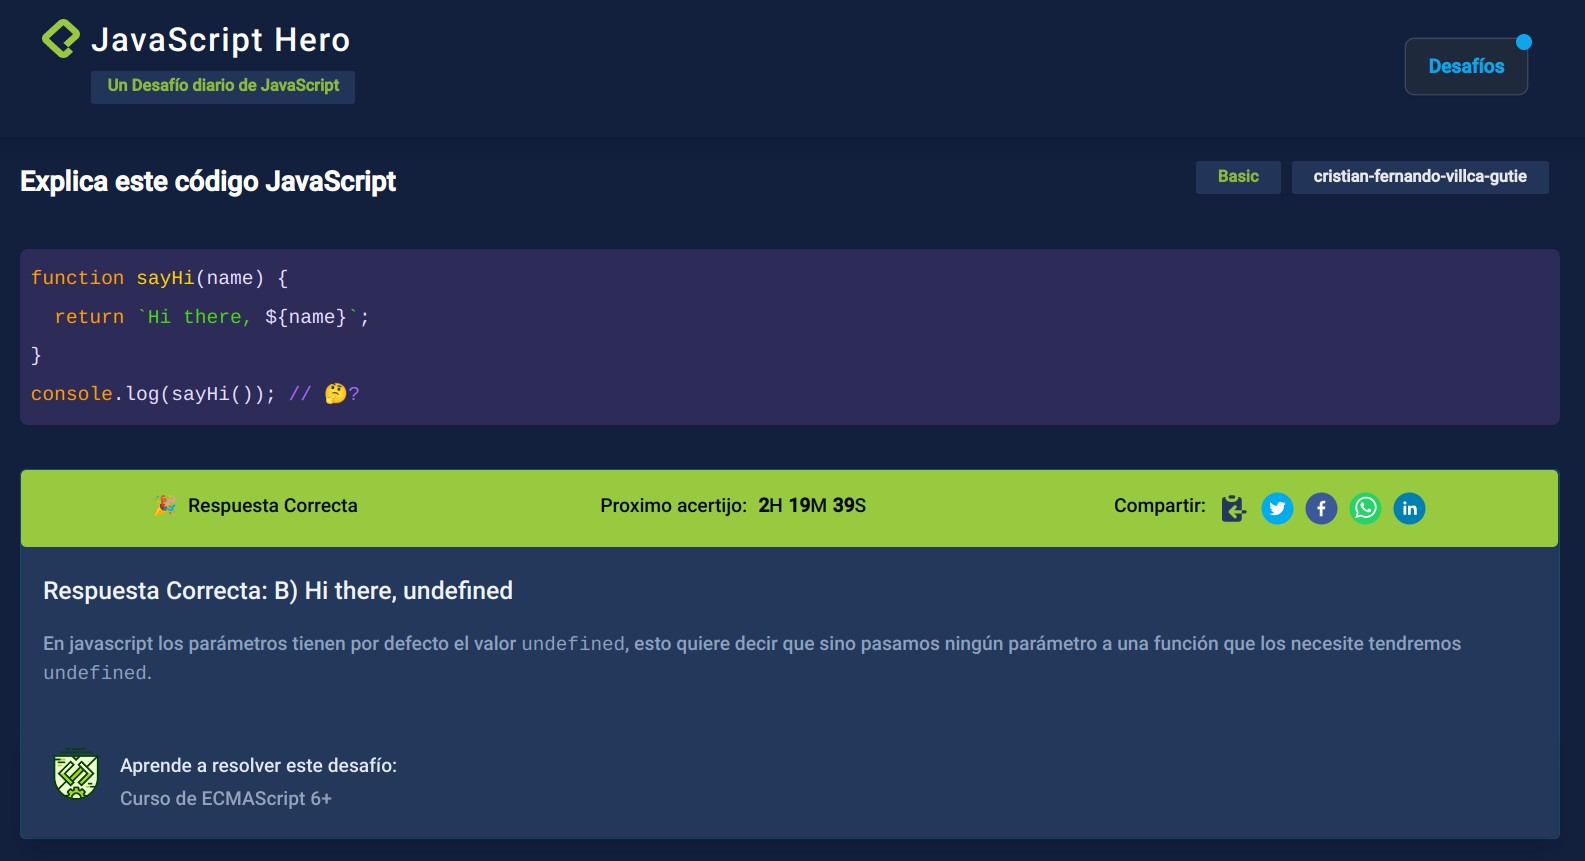 JavaScript Hero
Un Desafío diario de JavaScript
Desafíos
Explica este código JavaScript
Basic
cristian-fernando-villca-gutie
function sayHi(name) {
  return `Hi there, ${name}`;
}
console.log(sayHi()); // 🤔?
🎉 Respuesta Correcta
Proximo acertijo: 2H 19M 39S
Compartir:
Respuesta Correcta: B) Hi there, undefined
En javascript los parámetros tienen por defecto el valor undefined, esto quiere decir que sino pasamos ningún parámetro a una función que los necesite tendremos
undefined.
Aprende a resolver este desafío:
Curso de ECMAScript 6+